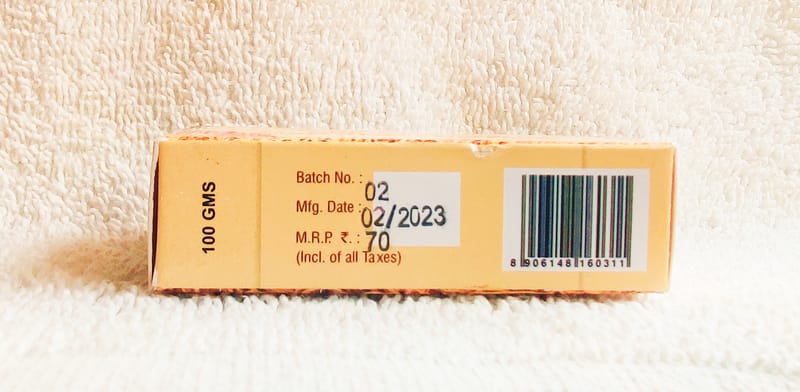 100 GMS
Batch No. : 02
Mfg. Date : 02/2023
M.R.P. ₹. : 70
(Incl. of all Taxes)
8 906148 160311